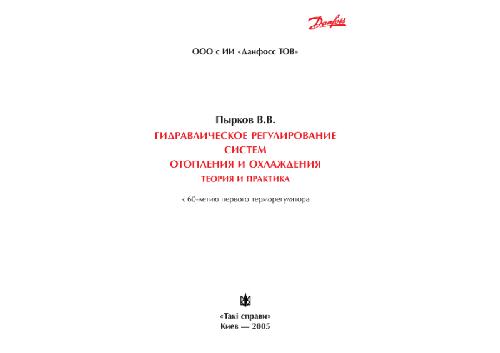 Danfoss
ООО с ИИ «Данфосс ТОВ»
Пырков В.В.
ГИДРАВЛИЧЕСКОЕ РЕГУЛИРОВАНИЕ
СИСТЕМ
ОТОПЛЕНИЯ И ОХЛАЖДЕНИЯ
ТЕОРИЯ И ПРАКТИКА
к 60-летию первого терморегулятора
«Такі справи»
Киев — 2005